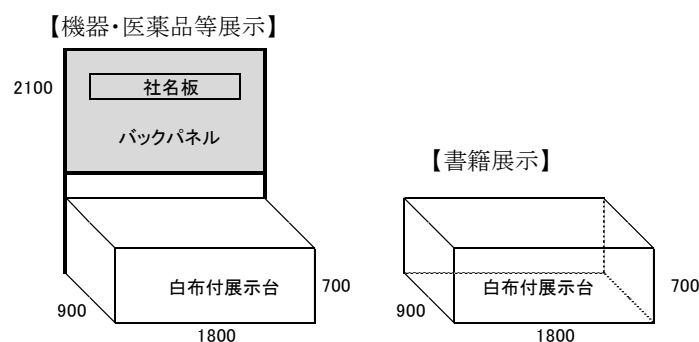 【機器・医薬品等展示】
2100
社名板
バックパネル
白布付展示台
700
900
1800
【書籍展示】
白布付展示台
700
900
1800